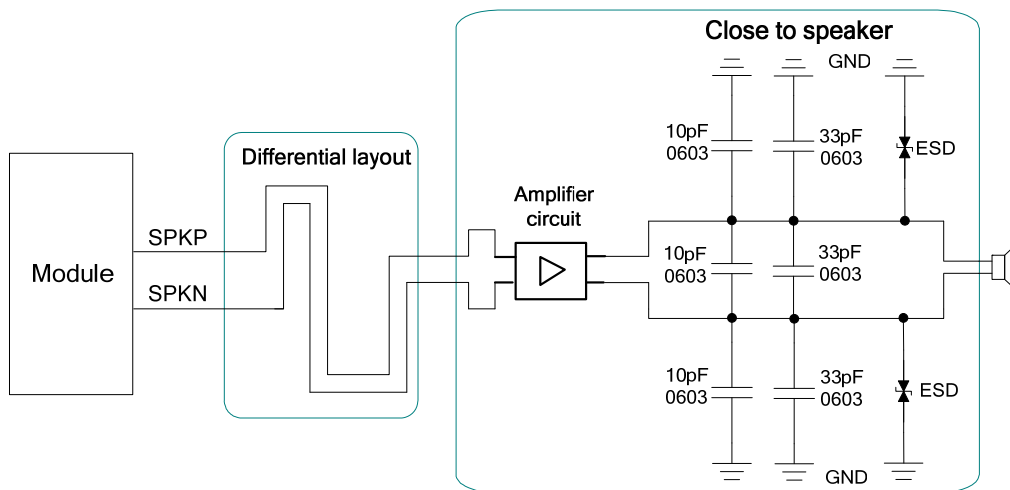 Close to speaker
GND
10pF
0603
33pF
0603
ESD
Differential layout
Amplifier
circuit
SPKP
Module
SPKN
10pF
0603
33pF
0603
10pF
0603
33pF
0603
ESD
GND